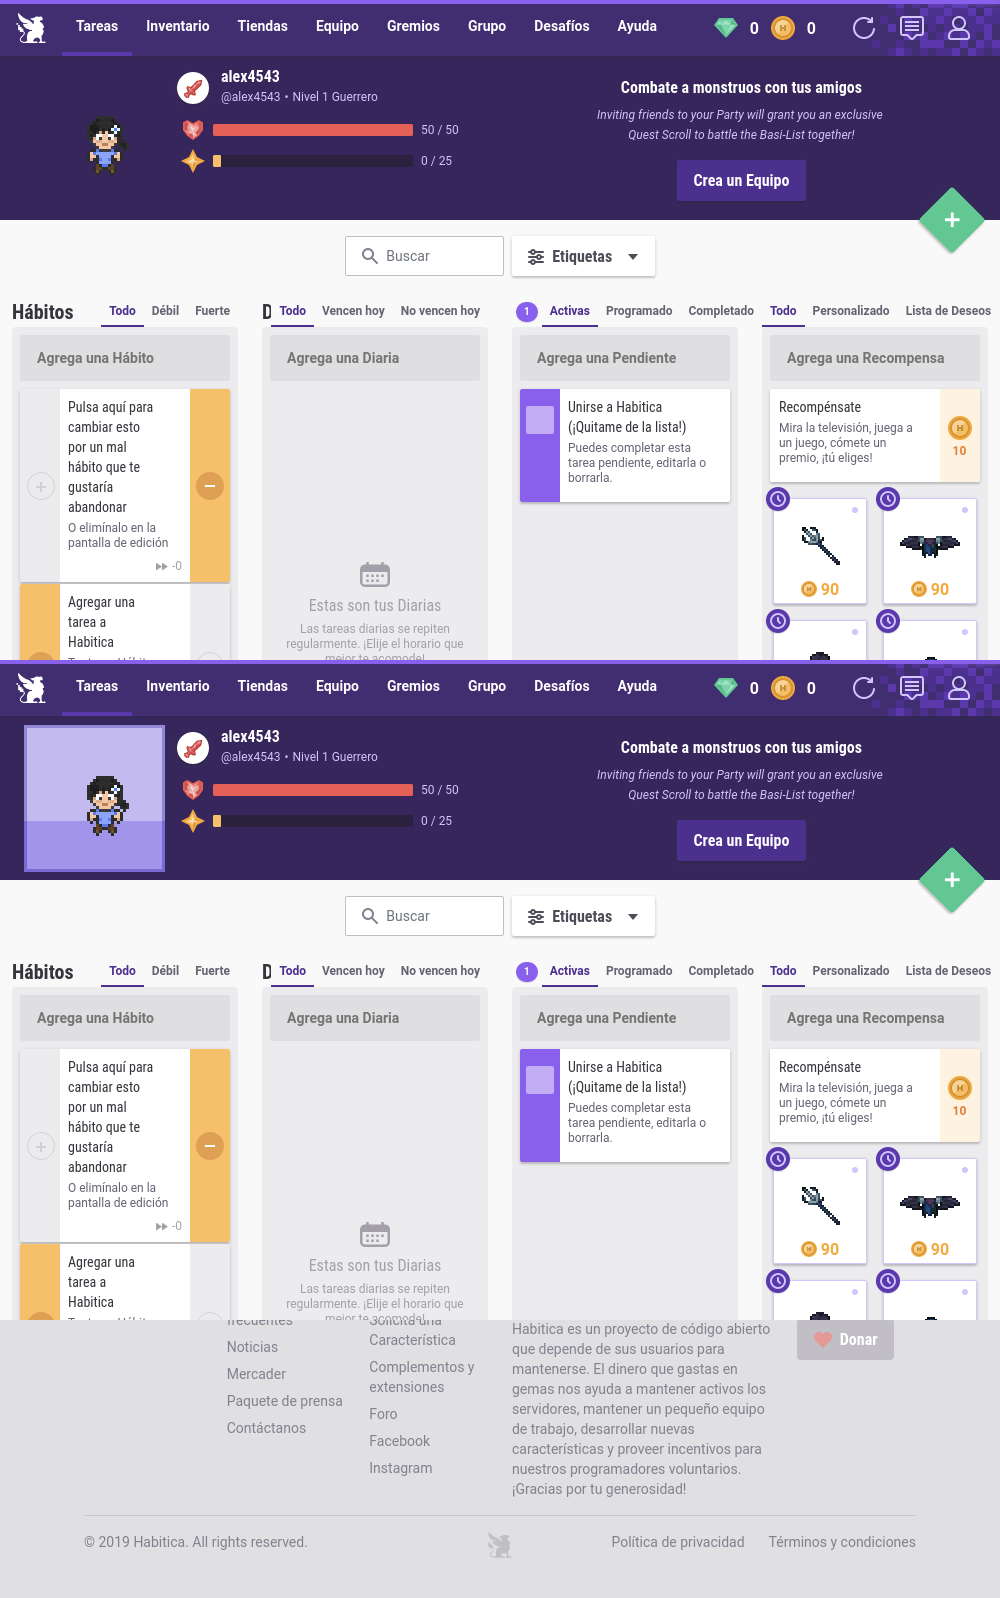 Tareas Inventario Tiendas Equipo Gremios Grupo Desafíos Ayuda 0 0
alex4543
@alex4543 • Nivel 1 Guerrero
50 / 50
0 / 25
Combate a monstruos con tus amigos
Inviting friends to your Party will grant you an exclusive
Quest Scroll to battle the Basi-List together!
Crea un Equipo
Buscar
Etiquetas
Hábitos Todo Débil Fuerte
Agrega una Hábito
Pulsa aquí para
cambiar esto
por un mal
hábito que te
gustaría
abandonar
O elimínalo en la
pantalla de edición
-0
Agregar una
tarea a
Habitica
D Todo Vencen hoy No vencen hoy
Agrega una Diaria
Estas son tus Diarias
Las tareas diarias se repiten
regularmente. ¡Elije el horario que
mejor te acomode!
1 Activas Programado Completado
Agrega una Pendiente
Unirse a Habitica
(¡Quitame de la lista!)
Puedes completar esta
tarea pendiente, editarla o
borrarla.
Todo Personalizado Lista de Deseos
Agrega una Recompensa
Recompénsate
Mira la televisión, juega a
un juego, cómete un
premio, ¡tú eliges!
10
90
90
Tareas Inventario Tiendas Equipo Gremios Grupo Desafíos Ayuda 0 0
alex4543
@alex4543 • Nivel 1 Guerrero
50 / 50
0 / 25
Combate a monstruos con tus amigos
Inviting friends to your Party will grant you an exclusive
Quest Scroll to battle the Basi-List together!
Crea un Equipo
Buscar
Etiquetas
Hábitos Todo Débil Fuerte
Agrega una Hábito
Pulsa aquí para
cambiar esto
por un mal
hábito que te
gustaría
abandonar
O elimínalo en la
pantalla de edición
-0
Agregar una
tarea a
Habitica
D Todo Vencen hoy No vencen hoy
Agrega una Diaria
Estas son tus Diarias
Las tareas diarias se repiten
regularmente. ¡Elije el horario que
mejor te acomode!
1 Activas Programado Completado
Agrega una Pendiente
Unirse a Habitica
(¡Quitame de la lista!)
Puedes completar esta
tarea pendiente, editarla o
borrarla.
Todo Personalizado Lista de Deseos
Agrega una Recompensa
Recompénsate
Mira la televisión, juega a
un juego, cómete un
premio, ¡tú eliges!
10
90
90
frecuentes
Noticias
Mercader
Paquete de prensa
Contáctanos
Solicita una
Característica
Complementos y
extensiones
Foro
Facebook
Instagram
Habitica es un proyecto de código abierto
que depende de sus usuarios para
mantenerse. El dinero que gastas en
gemas nos ayuda a mantener activos los
servidores, mantener un pequeño equipo
de trabajo, desarrollar nuevas
características y proveer incentivos para
nuestros programadores voluntarios.
¡Gracias por tu generosidad!
Donar
© 2019 Habitica. All rights reserved.
Política de privacidad
Términos y condiciones